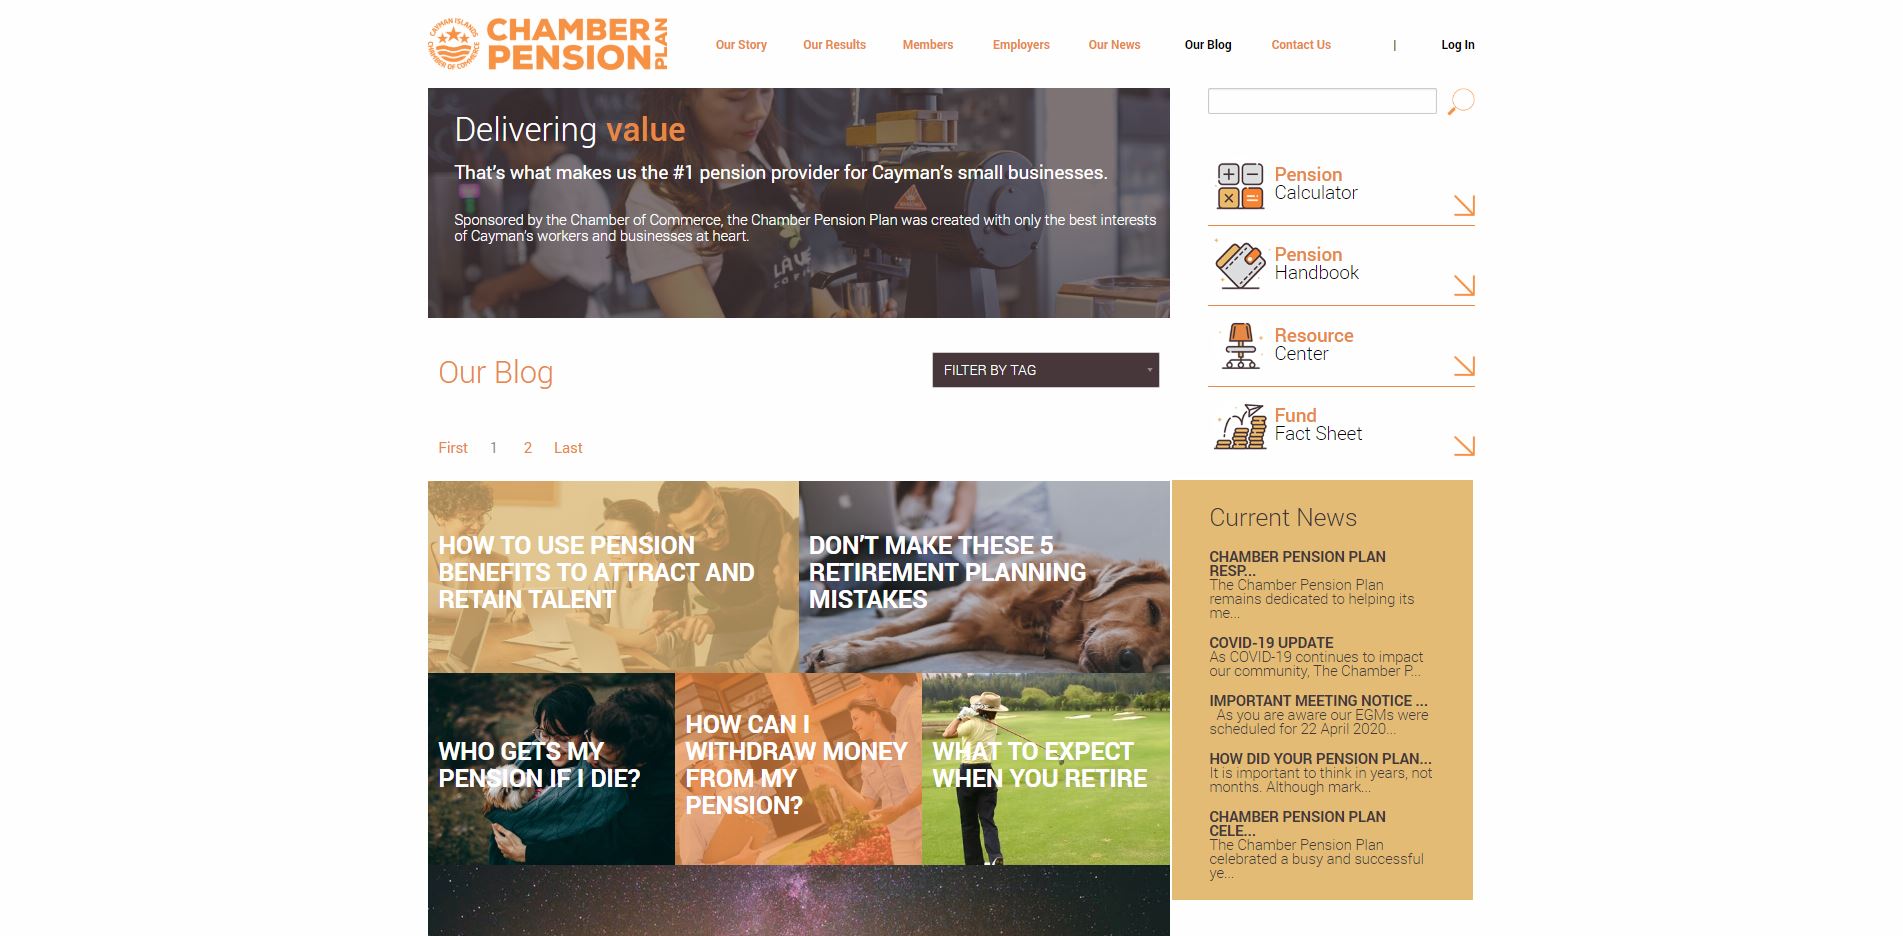 CAYMAN ISLANDS
CHAMBER OF COMMERCE
CHAMBER
PENSION
PLAN
Our Story
Our Results
Members
Employers
Our News
Our Blog
Contact Us
|
Log In
Delivering value
That's what makes us the #1 pension provider for Cayman's small businesses.
Sponsored by the Chamber of Commerce, the Chamber Pension Plan was created with only the best interests
of Cayman's workers and businesses at heart.
Pension
Calculator
Pension
Handbook
Resource
Center
Fund
Fact Sheet
Our Blog
FILTER BY TAG
First 1 2 Last
HOW TO USE PENSION
BENEFITS TO ATTRACT AND
RETAIN TALENT
DON'T MAKE THESE 5
RETIREMENT PLANNING
MISTAKES
WHO GETS MY
PENSION IF I DIE?
HOW CAN I
WITHDRAW MONEY
FROM MY
PENSION?
WHAT TO EXPECT
WHEN YOU RETIRE
Current News
CHAMBER PENSION PLAN
RESP...
The Chamber Pension Plan
remains dedicated to helping its
me...
COVID-19 UPDATE
As COVID-19 continues to impact
our community, The Chamber P...
IMPORTANT MEETING NOTICE ...
As you are aware our EGMs were
scheduled for 22 April 2020...
HOW DID YOUR PENSION PLAN...
It is important to think in years, not
months. Although mark...
CHAMBER PENSION PLAN
CELE...
The Chamber Pension Plan
celebrated a busy and successful
ye...